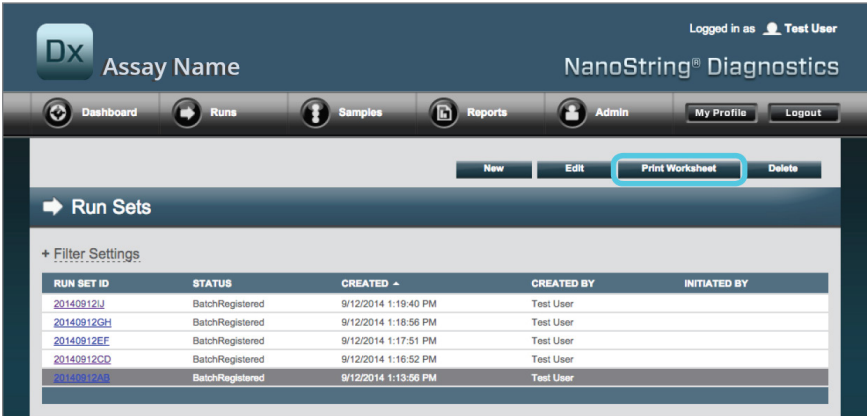 Logged in as Test User
Dx Assay Name
NanoString® Diagnostics
Dashboard Runs Samples Reports Admin My Profile Logout
New Edit Print Worksheet Delete
Run Sets
+ Filter Settings
RUN SET ID STATUS CREATED CREATED BY INITIATED BY
20140912IJ BatchRegistered 9/12/2014 1:19:40 PM Test User
20140912GH BatchRegistered 9/12/2014 1:18:56 PM Test User
20140912EF BatchRegistered 9/12/2014 1:17:51 PM Test User
20140912CD BatchRegistered 9/12/2014 1:16:52 PM Test User
20140912AB BatchRegistered 9/12/2014 1:13:56 PM Test User